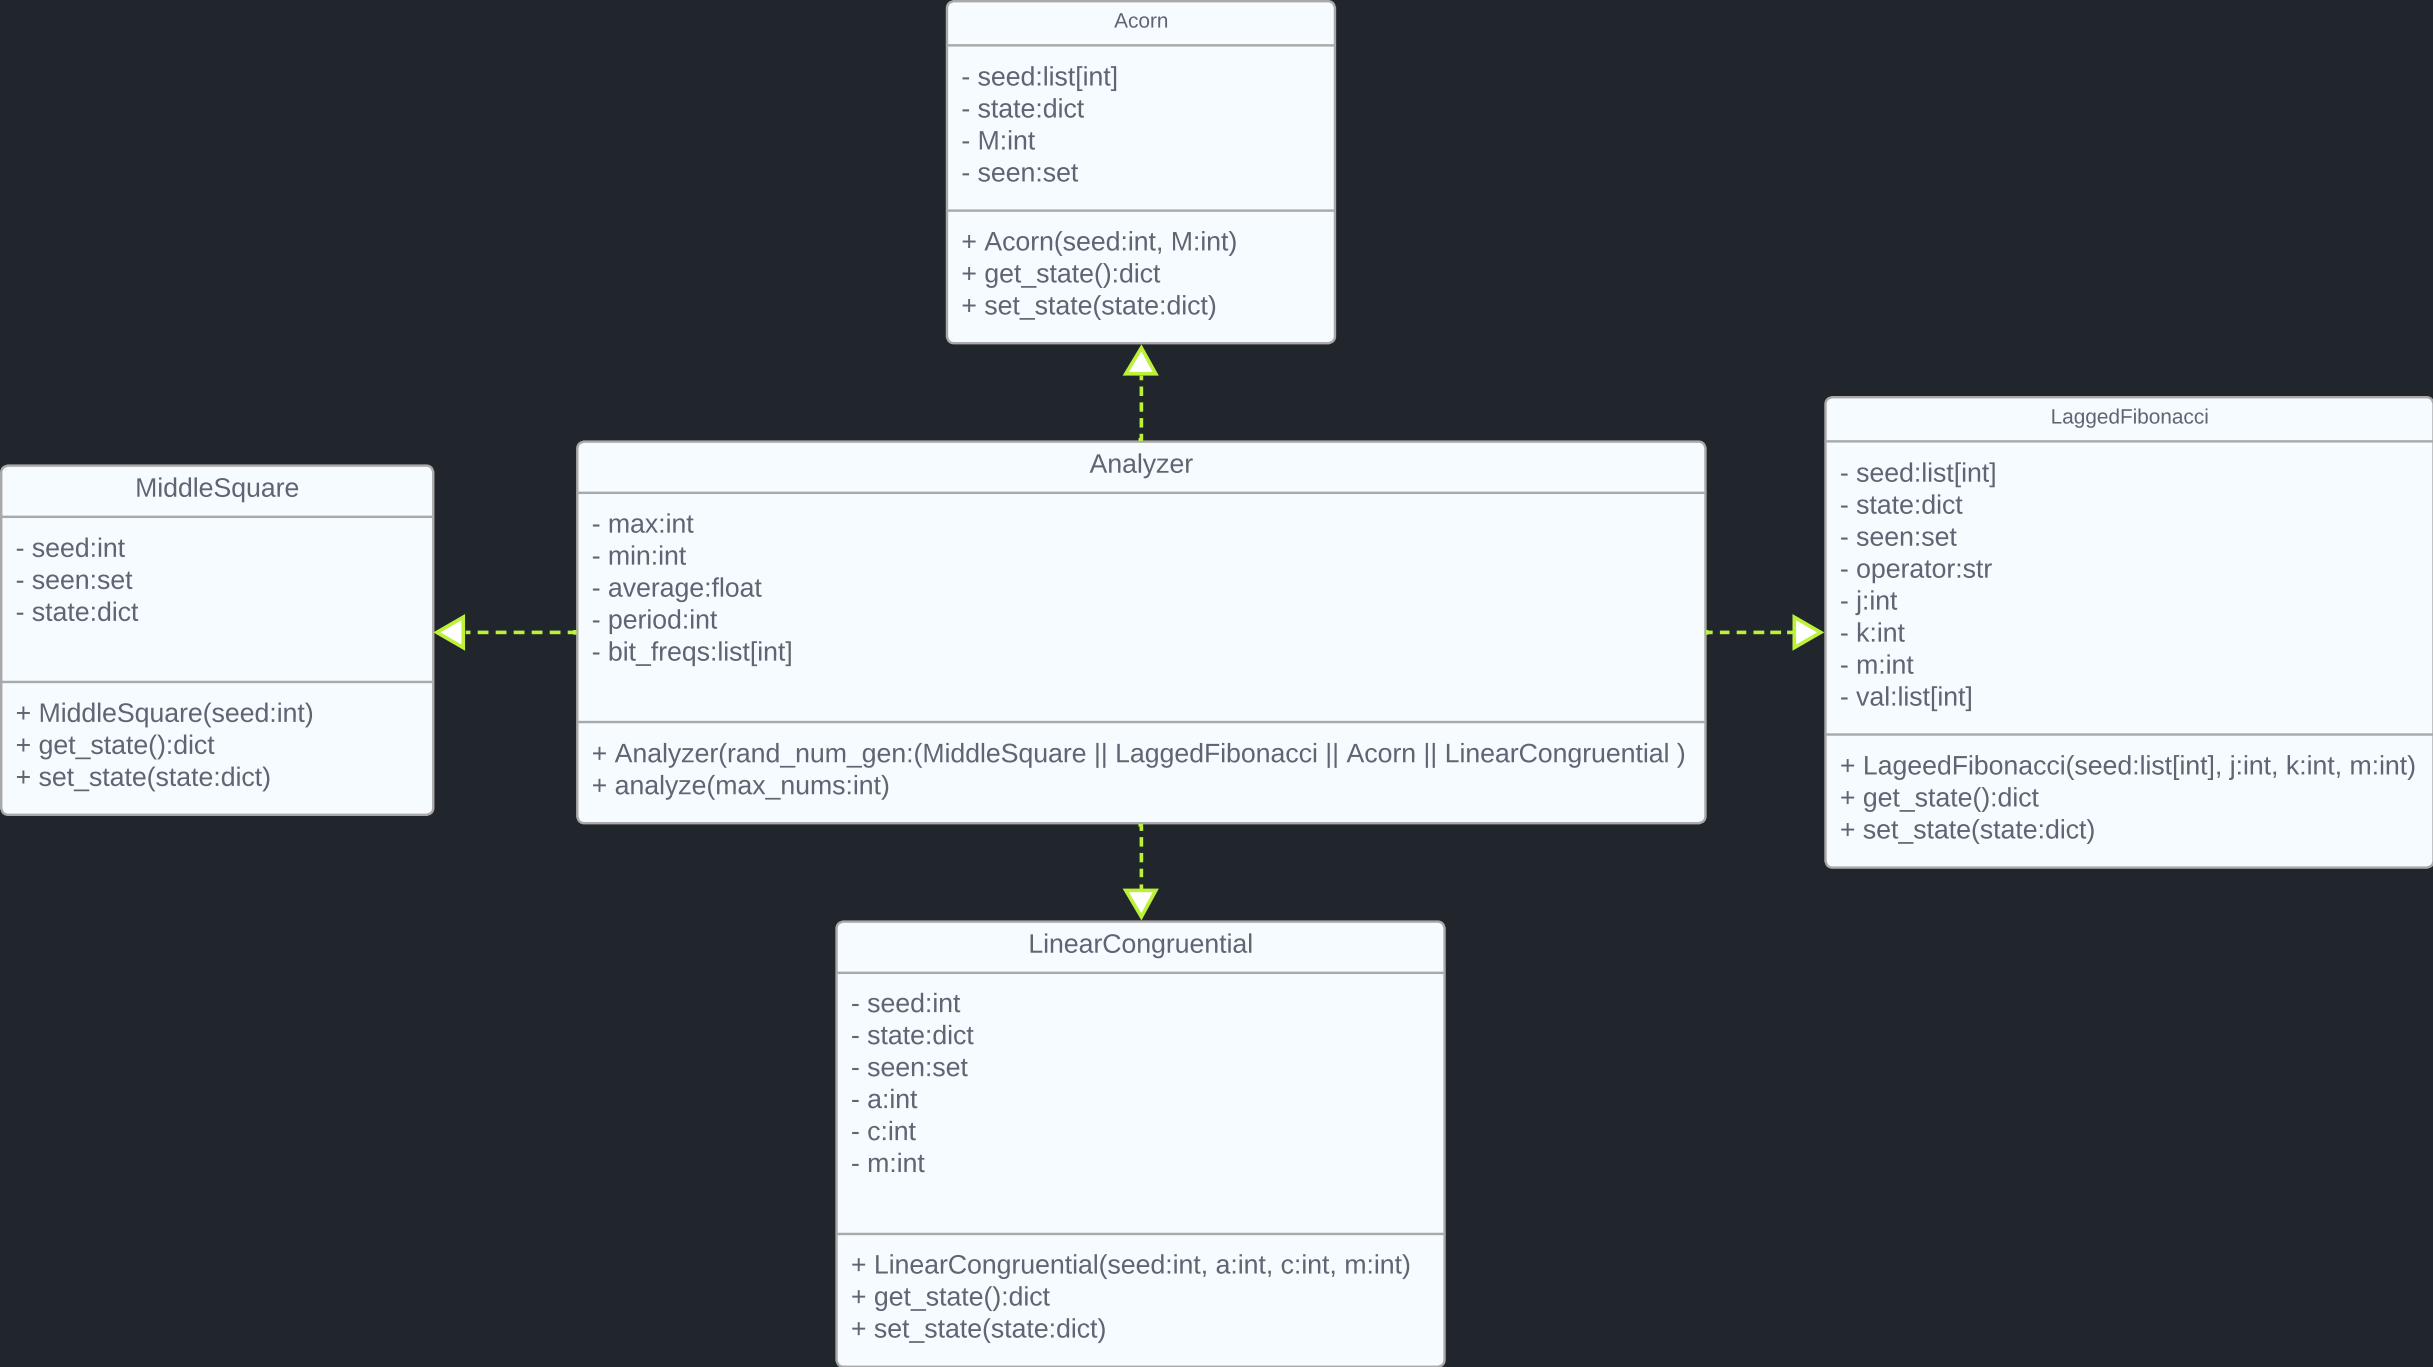 Acorn
- seed:list[int]
- state:dict
- M:int
- seen:set
+ Acorn(seed:int, M:int)
+ get_state():dict
+ set_state(state:dict)
MiddleSquare
- seed:int
- seen:set
- state:dict
+ MiddleSquare(seed:int)
+ get_state():dict
+ set_state(state:dict)
Analyzer
- max:int
- min:int
- average:float
- period:int
- bit_freqs:list[int]
+ Analyzer(rand_num_gen:(MiddleSquare || LaggedFibonacci || Acorn || LinearCongruential )
+ analyze(max_nums:int)
LaggedFibonacci
- seed:list[int]
- state:dict
- seen:set
- operator:str
- j:int
- k:int
- m:int
- val:list[int]
+ LageedFibonacci(seed:list[int], j:int, k:int, m:int)
+ get_state():dict
+ set_state(state:dict)
LinearCongruential
- seed:int
- state:dict
- seen:set
- a:int
- c:int
- m:int
+ LinearCongruential(seed:int, a:int, c:int, m:int)
+ get_state():dict
+ set_state(state:dict)